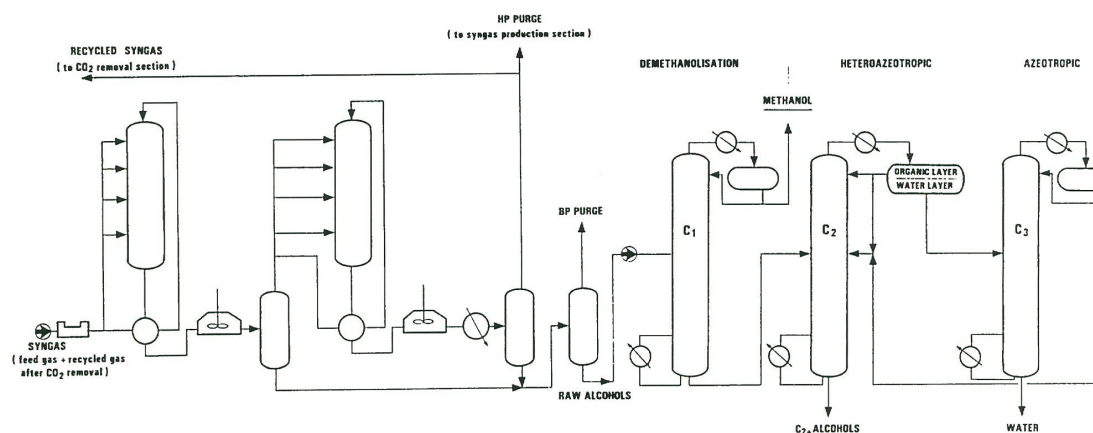 HP PURGE
( to syngas production section)
RECYCLED SYNGAS
( to CO2 removal section)
DEMETHANOLISATION
HETEROAZEOTROPIC
AZEOTROPIC
METHANOL
ORGANIC LAYER
WATER LAYER
BP PURGE
C1
C2
C3
SYNGAS
( feed gas + recycled gas
after CO2 removal)
RAW ALCOHOLS
C2+ ALCOHOLS
WATER